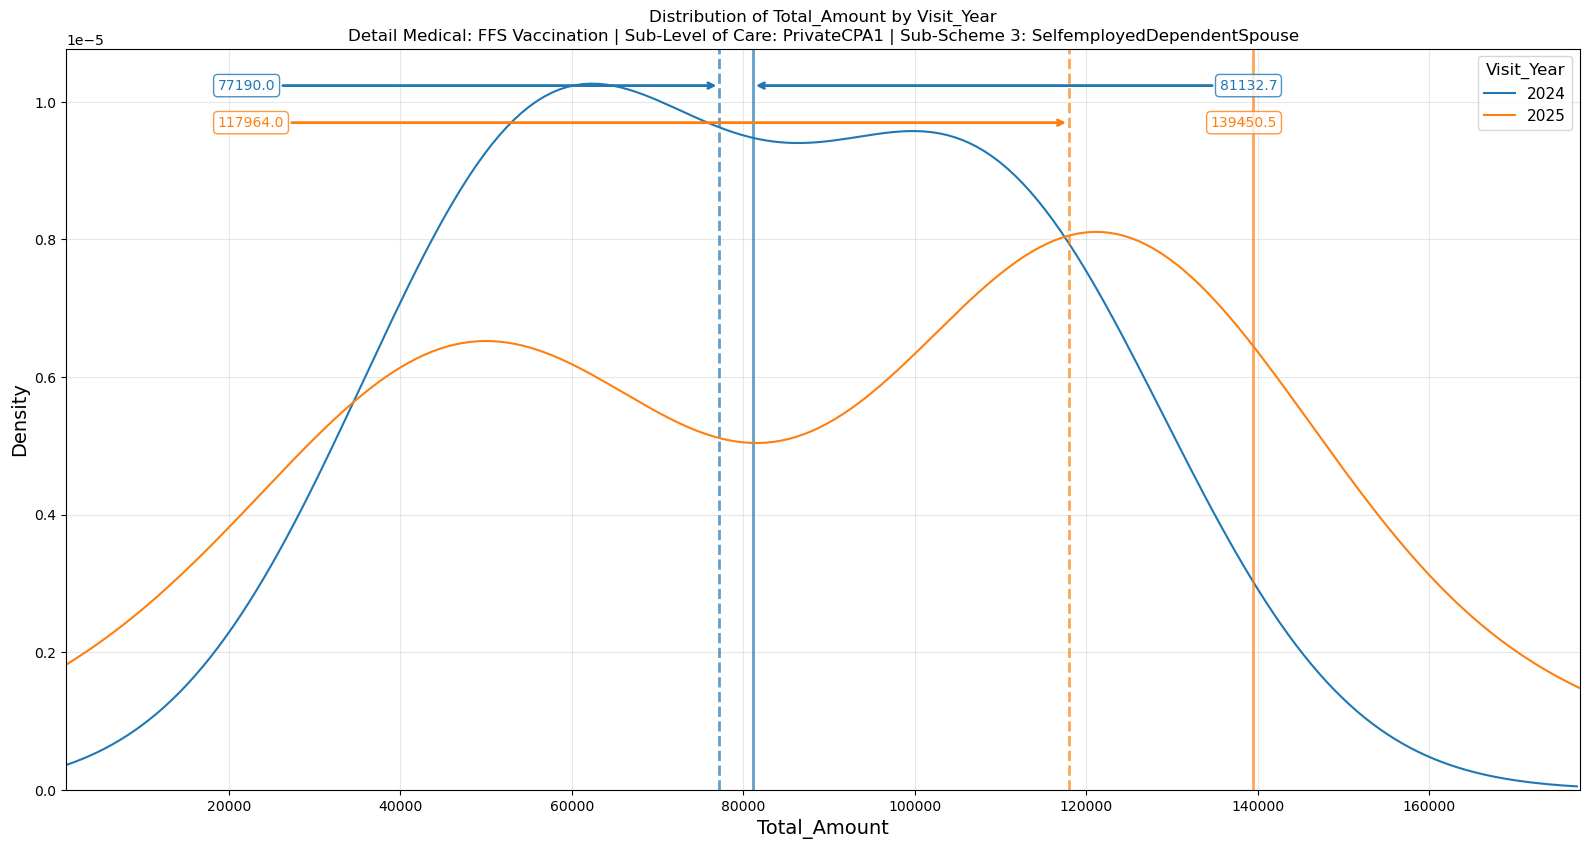 Distribution of Total_Amount by Visit_Year
Detail Medical: FFS Vaccination | Sub-Level of Care: PrivateCPA1 | Sub-Scheme 3: SelfemployedDependentSpouse
1e−5
Visit_Year
2024
2025
77190.0
81132.7
117964.0
139450.5
1.0
0.8
0.6
0.4
0.2
0.0
Density
20000 40000 60000 80000 100000 120000 140000 160000
Total_Amount